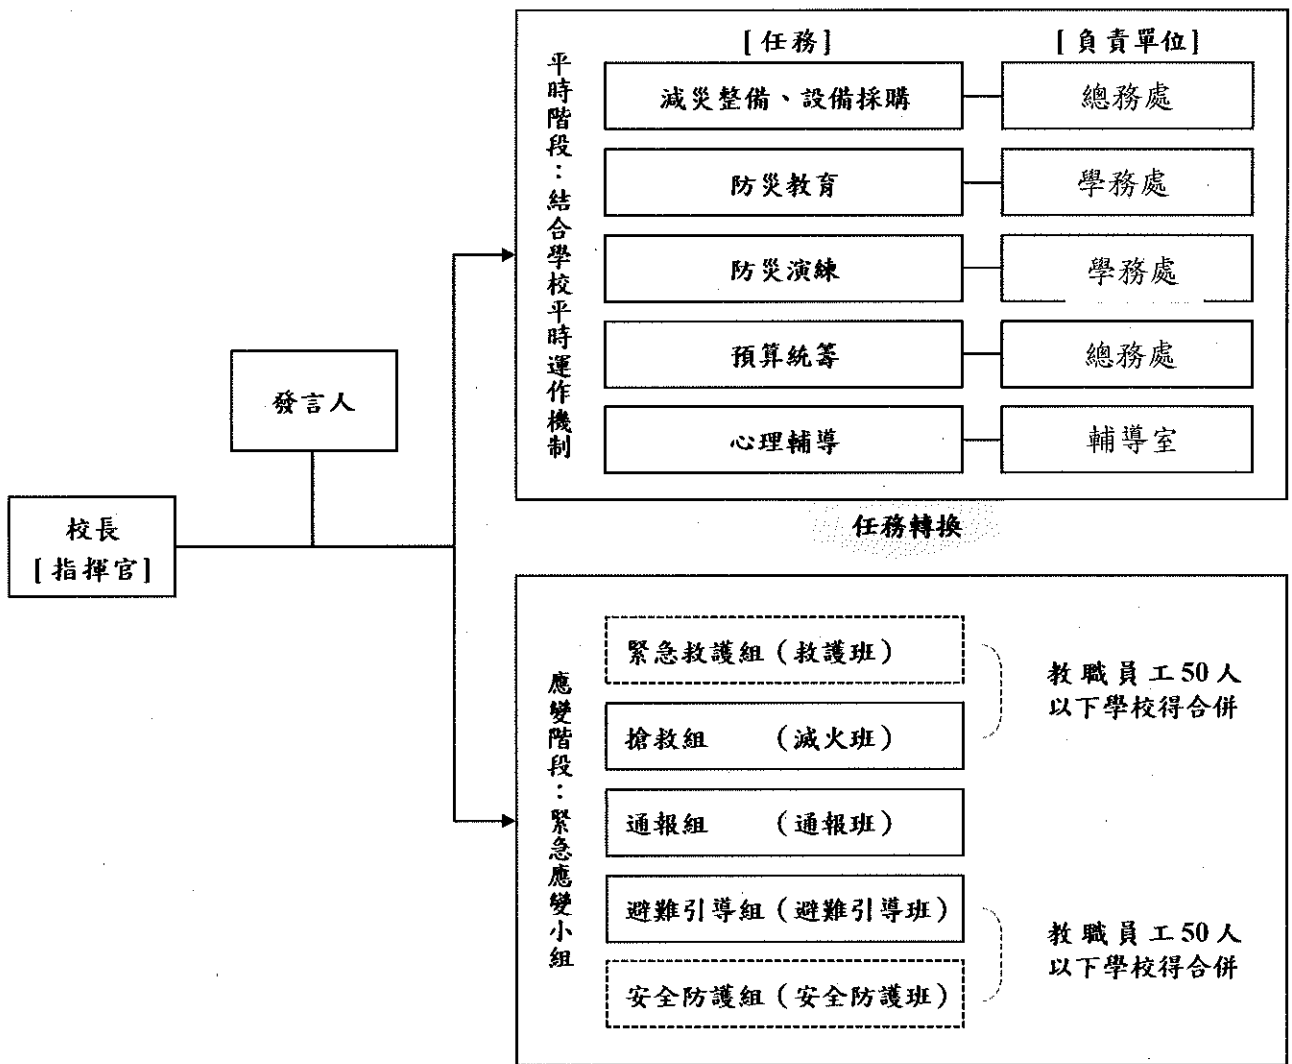 校長
[指揮官]
發言人
平時階段：結合學校平時運作機制
[任務]
[負責單位]
減災整備、設備採購
總務處
防災教育
學務處
防災演練
學務處
預算統籌
總務處
心理輔導
輔導室
任務轉換
應變階段：緊急應變小組
緊急救護組（救護班）
搶救組 （滅火班）
教職員工50人
以下學校得合併
通報組 （通報班）
避難引導組（避難引導班）
安全防護組（安全防護班）
教職員工50人
以下學校得合併